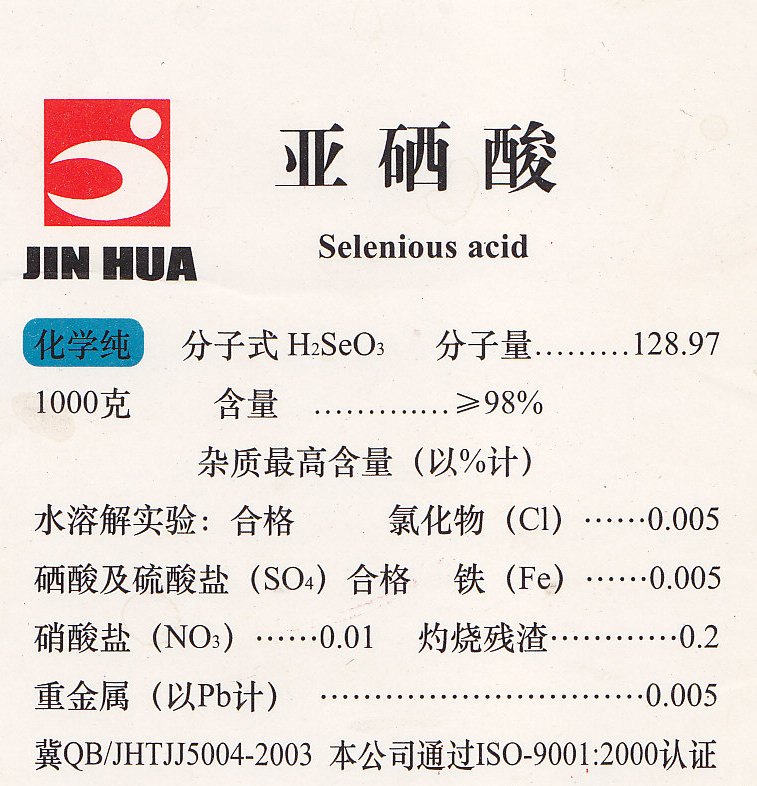 亚硒酸
JIN HUA
Selenious acid
化学纯 分子式 H₂SeO₃ 分子量………128.97
1000克 含量 …………≥98%
杂质最高含量（以%计）
水溶解实验：合格 氯化物（Cl）……0.005
硒酸及硫酸盐（SO₄）合格 铁（Fe）……0.005
硝酸盐（NO₃）……0.01 灼烧残渣…………0.2
重金属（以Pb计）……………………………0.005
冀QB/JHTJJ5004-2003 本公司通过ISO-9001:2000认证